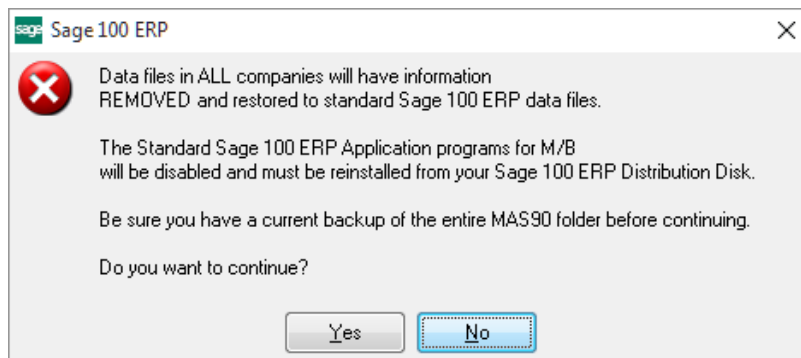 sage Sage 100 ERP
Data files in ALL companies will have information
REMOVED and restored to standard Sage 100 ERP data files.
The Standard Sage 100 ERP Application programs for M/B
will be disabled and must be reinstalled from your Sage 100 ERP Distribution Disk.
Be sure you have a current backup of the entire MAS90 folder before continuing.
Do you want to continue?
Yes No